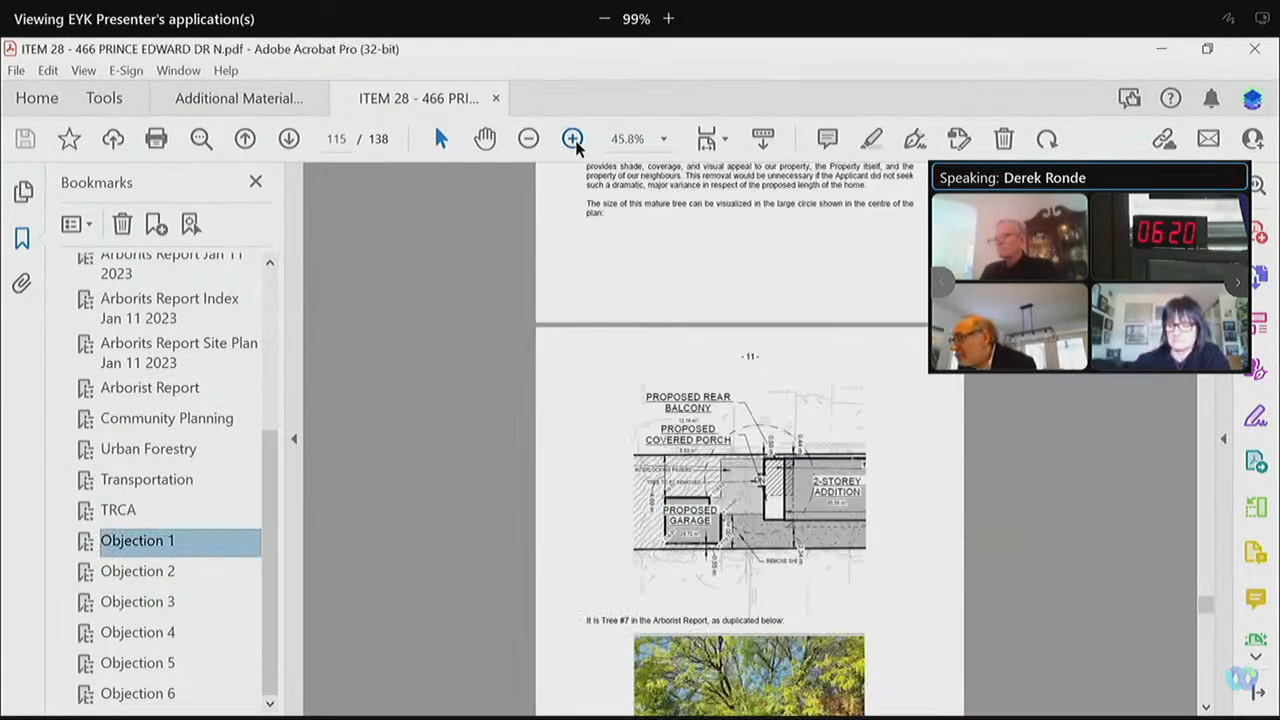 Viewing EYK Presenter's application(s)
99%
ITEM 28 - 466 PRINCE EDWARD DR N.pdf - Adobe Acrobat Pro (32-bit)
File Edit View E-Sign Window Help
Home Tools Additional Material... ITEM 28 - 466 PRI...
115 / 138 45.8%
Bookmarks
Arborits Report Jan 11
2023
Arborits Report Index
Jan 11 2023
Arborits Report Site Plan
Jan 11 2023
Arborist Report
Community Planning
Urban Forestry
Transportation
TRCA
Objection 1
Objection 2
Objection 3
Objection 4
Objection 5
Objection 6
provides shade, coverage, and visual appeal to our property, the Property itself, and the
property of our neighbours. This removal would be unnecessary if the Applicant did not seek
such a dramatic, major variance in respect of the proposed length of the home.
The size of this mature tree can be visualized in the large circle shown in the centre of the
plan:
- 11 -
PROPOSED REAR
BALCONY
PROPOSED
COVERED PORCH
INTERLOCKING PAVERS
TREE TO BE REMOVED
2-STOREY
ADDITION
PROPOSED
GARAGE
It is Tree #7 in the Arborist Report, as duplicated below:
Speaking: Derek Ronde
06:20